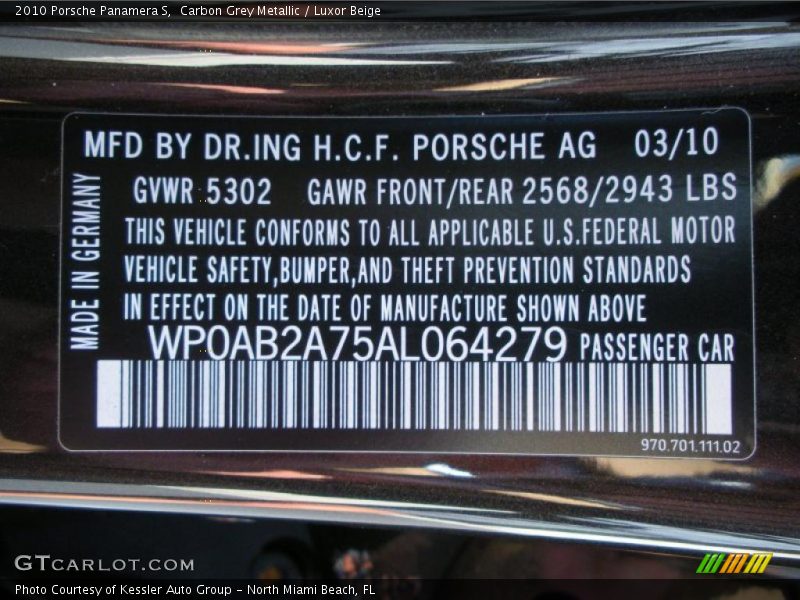 2010 Porsche Panamera S,  Carbon Grey Metallic / Luxor Beige
MFD BY DR.ING H.C.F. PORSCHE AG 03/10
GVWR 5302 GAWR FRONT/REAR 2568/2943 LBS
THIS VEHICLE CONFORMS TO ALL APPLICABLE U.S.FEDERAL MOTOR
VEHICLE SAFETY,BUMPER,AND THEFT PREVENTION STANDARDS
IN EFFECT ON THE DATE OF MANUFACTURE SHOWN ABOVE
WP0AB2A75AL064279 PASSENGER CAR
MADE IN GERMANY
970.701.111.02
GTCARLOT.COM
Photo Courtesy of Kessler Auto Group - North Miami Beach, FL